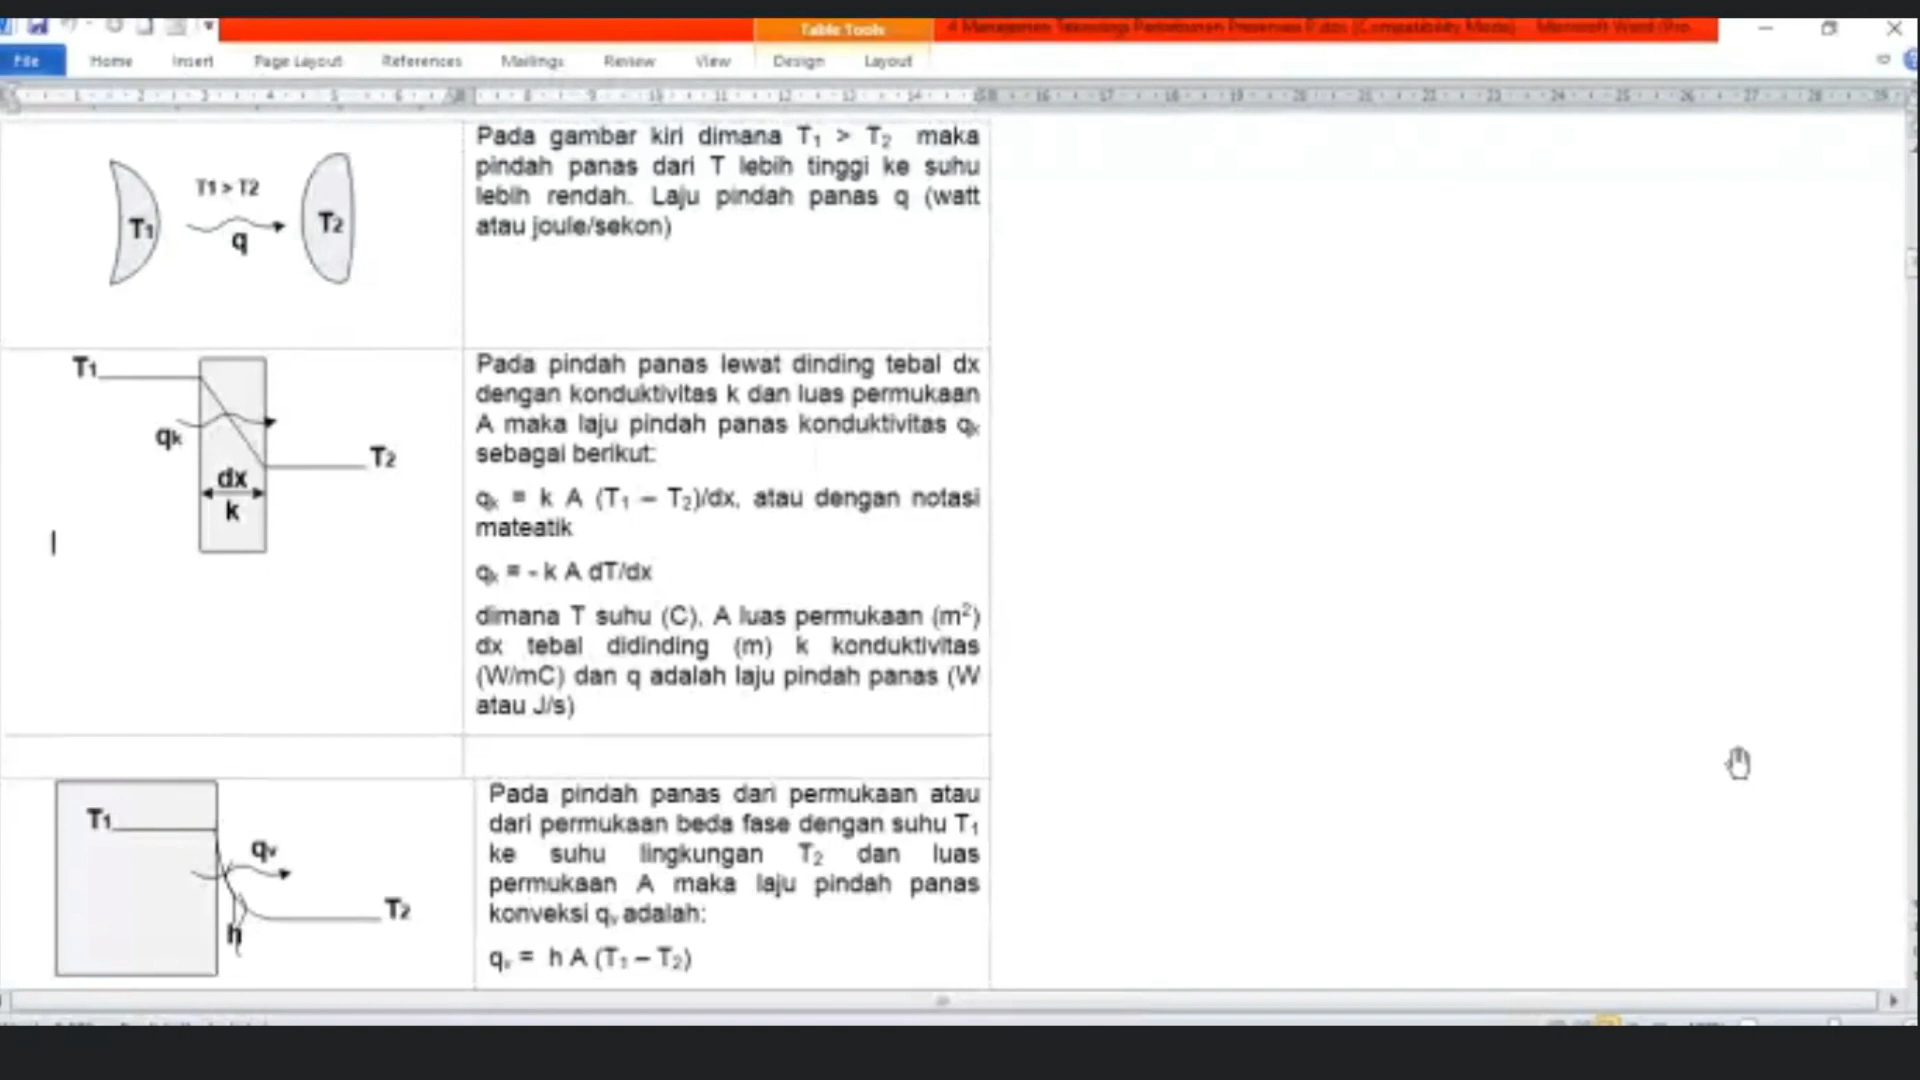 Table Tools
File Home Insert Page Layout References Mailings Review View Design Layout
Pada gambar kiri dimana T1 > T2 maka
pindah panas dari T lebih tinggi ke suhu
lebih rendah. Laju pindah panas q (watt
atau joule/sekon)
T1 > T2
T1
T2
q
Pada pindah panas lewat dinding tebal dx
dengan konduktivitas k dan luas permukaan
A maka laju pindah panas konduktivitas qk
sebagai berikut:
qk = k A (T1 – T2)/dx, atau dengan notasi
mateatik
qk = - k A dT/dx
dimana T suhu (C), A luas permukaan (m²)
dx tebal didinding (m) k konduktivitas
(W/mC) dan q adalah laju pindah panas (W
atau J/s)
T1
qk
T2
dx
k
Pada pindah panas dari permukaan atau
dari permukaan beda fase dengan suhu T1
ke suhu lingkungan T2 dan luas
permukaan A maka laju pindah panas
konveksi qv adalah:
qv = h A (T1 – T2)
T1
qv
T2
h